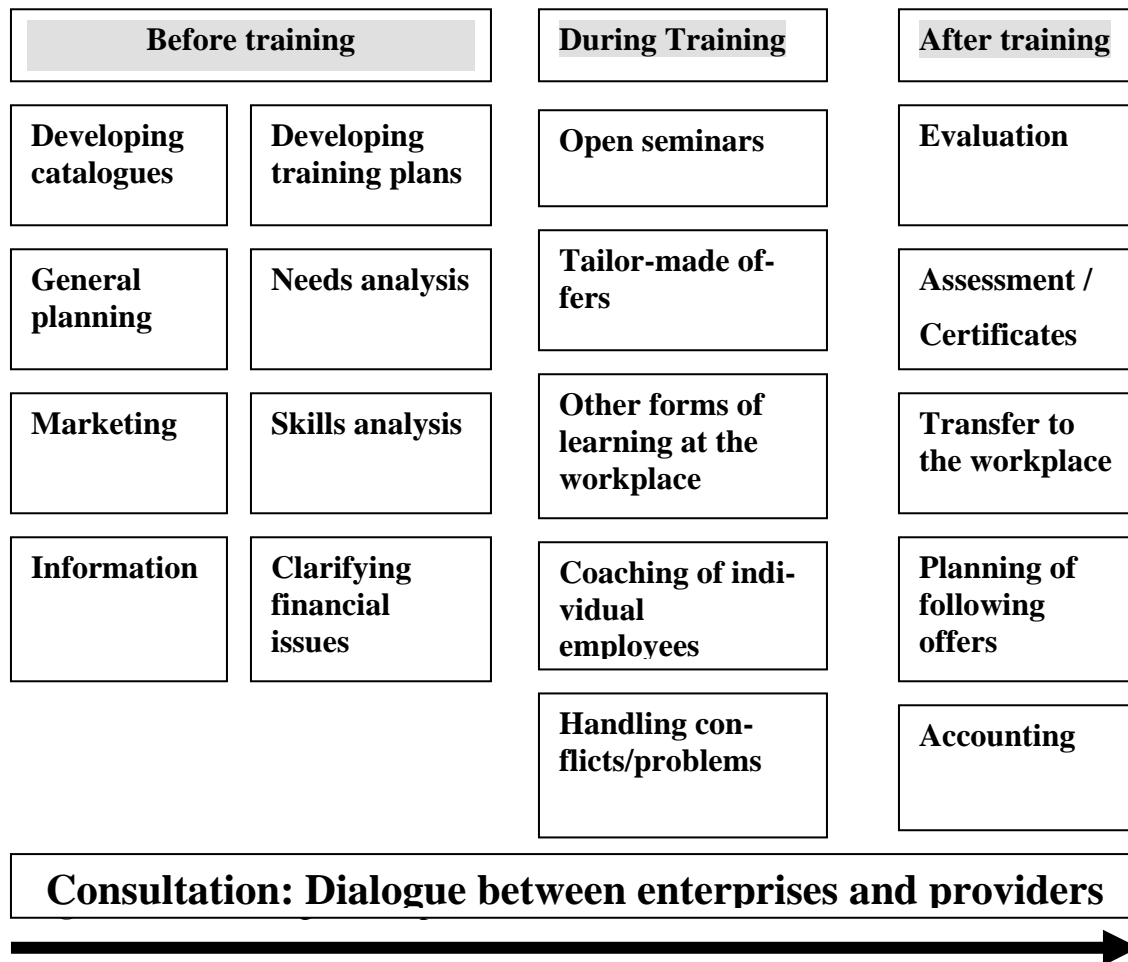 Before training
During Training
After training
Developing
catalogues
Developing
training plans
Open seminars
Evaluation
General
planning
Needs analysis
Tailor-made of-
fers
Assessment /
Certificates
Marketing
Skills analysis
Other forms of
learning at the
workplace
Transfer to
the workplace
Information
Clarifying
financial
issues
Coaching of indi-
vidual
employees
Planning of
following
offers
Handling con-
flicts/problems
Accounting
Consultation: Dialogue between enterprises and providers